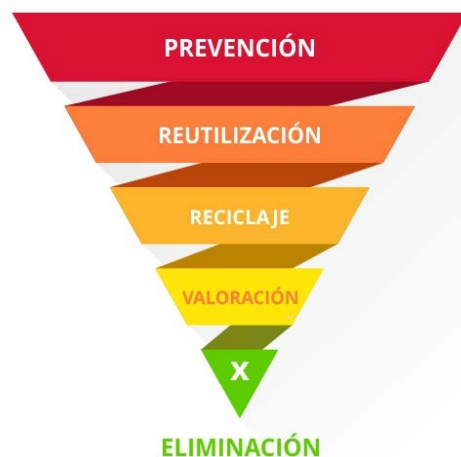 PREVENCIÓN
REUTILIZACIÓN
RECICLAJE
VALORACIÓN
X
ELIMINACIÓN